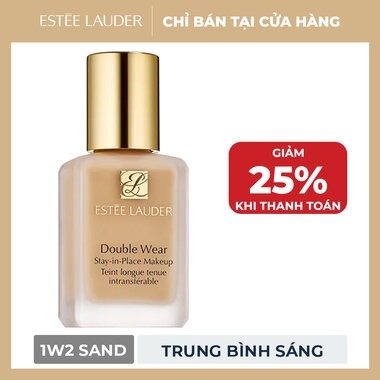 ESTÉE LAUDER
CHỈ BÁN TẠI CỬA HÀNG
GIẢM
25%
KHI THANH TOÁN
ESTĒE LAUDER
Double Wear
Stay-in-Place Makeup
Teint longue tenue
intransférable
1W2 SAND
TRUNG BÌNH SÁNG